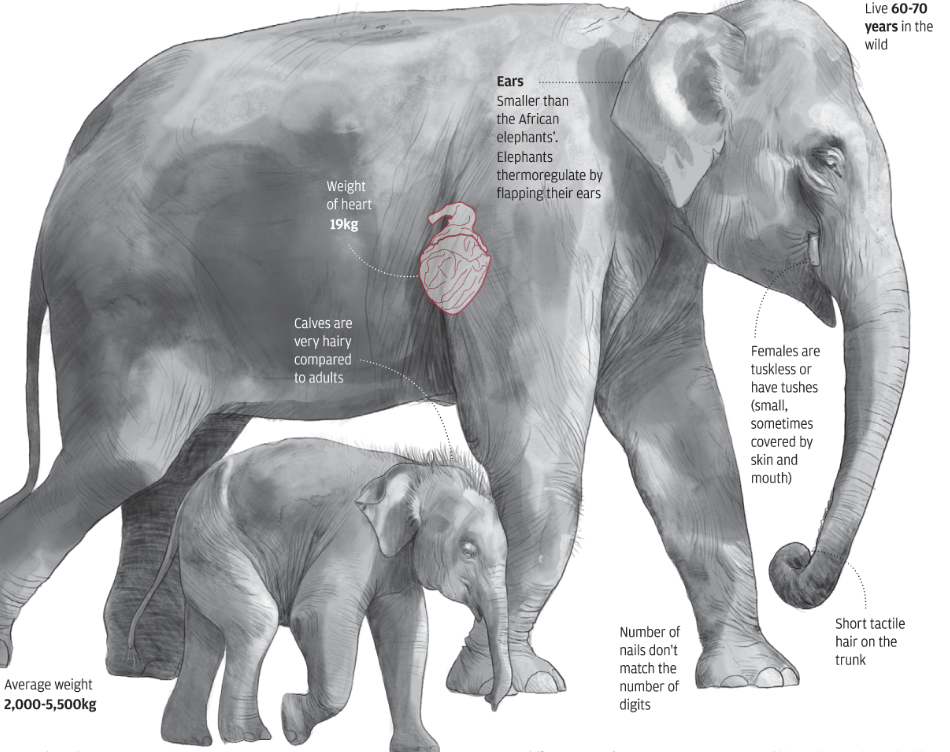 Live 60-70
years in the
wild
Ears
Smaller than
the African
elephants'.
Elephants
thermoregulate by
flapping their ears
Weight
of heart
19kg
Calves are
very hairy
compared
to adults
Females are
tuskless or
have tushes
(small,
sometimes
covered by
skin and
mouth)
Short tactile
hair on the
trunk
Number of
nails don't
match the
number of
digits
Average weight
2,000-5,500kg